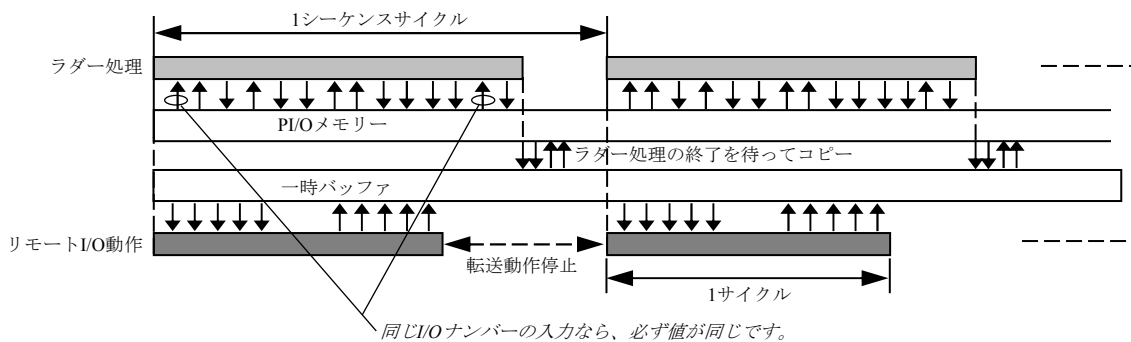 1シーケンスサイクル
ラダー処理
PI/Oメモリー
ラダー処理の終了を待ってコピー
一時バッファ
リモートI/O動作
転送動作停止
1サイクル
同じI/Oナンバーの入力なら、必ず値が同じです。